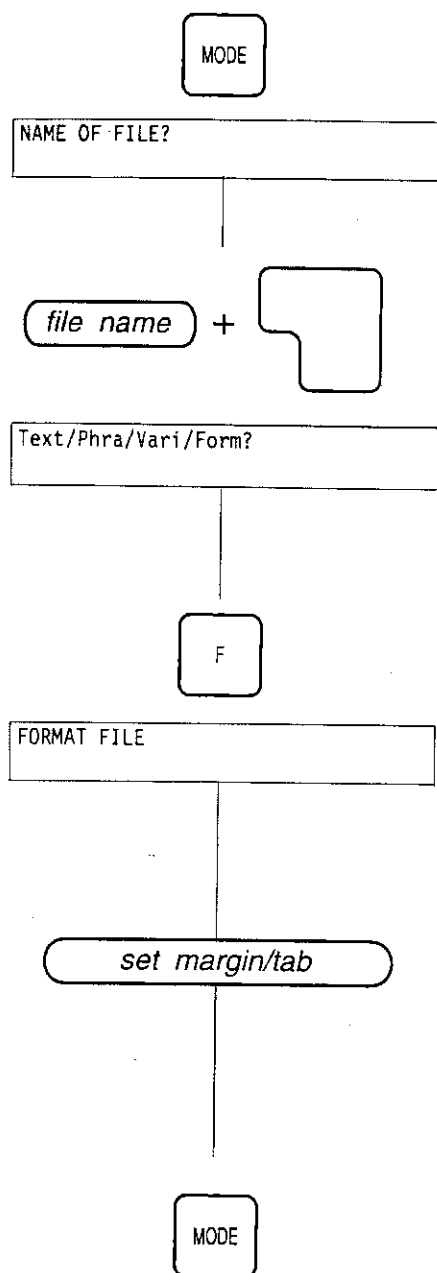 MODE
NAME OF FILE?
file name +
Text/Phra/Vari/Form?
F
FORMAT FILE
set margin/tab
MODE